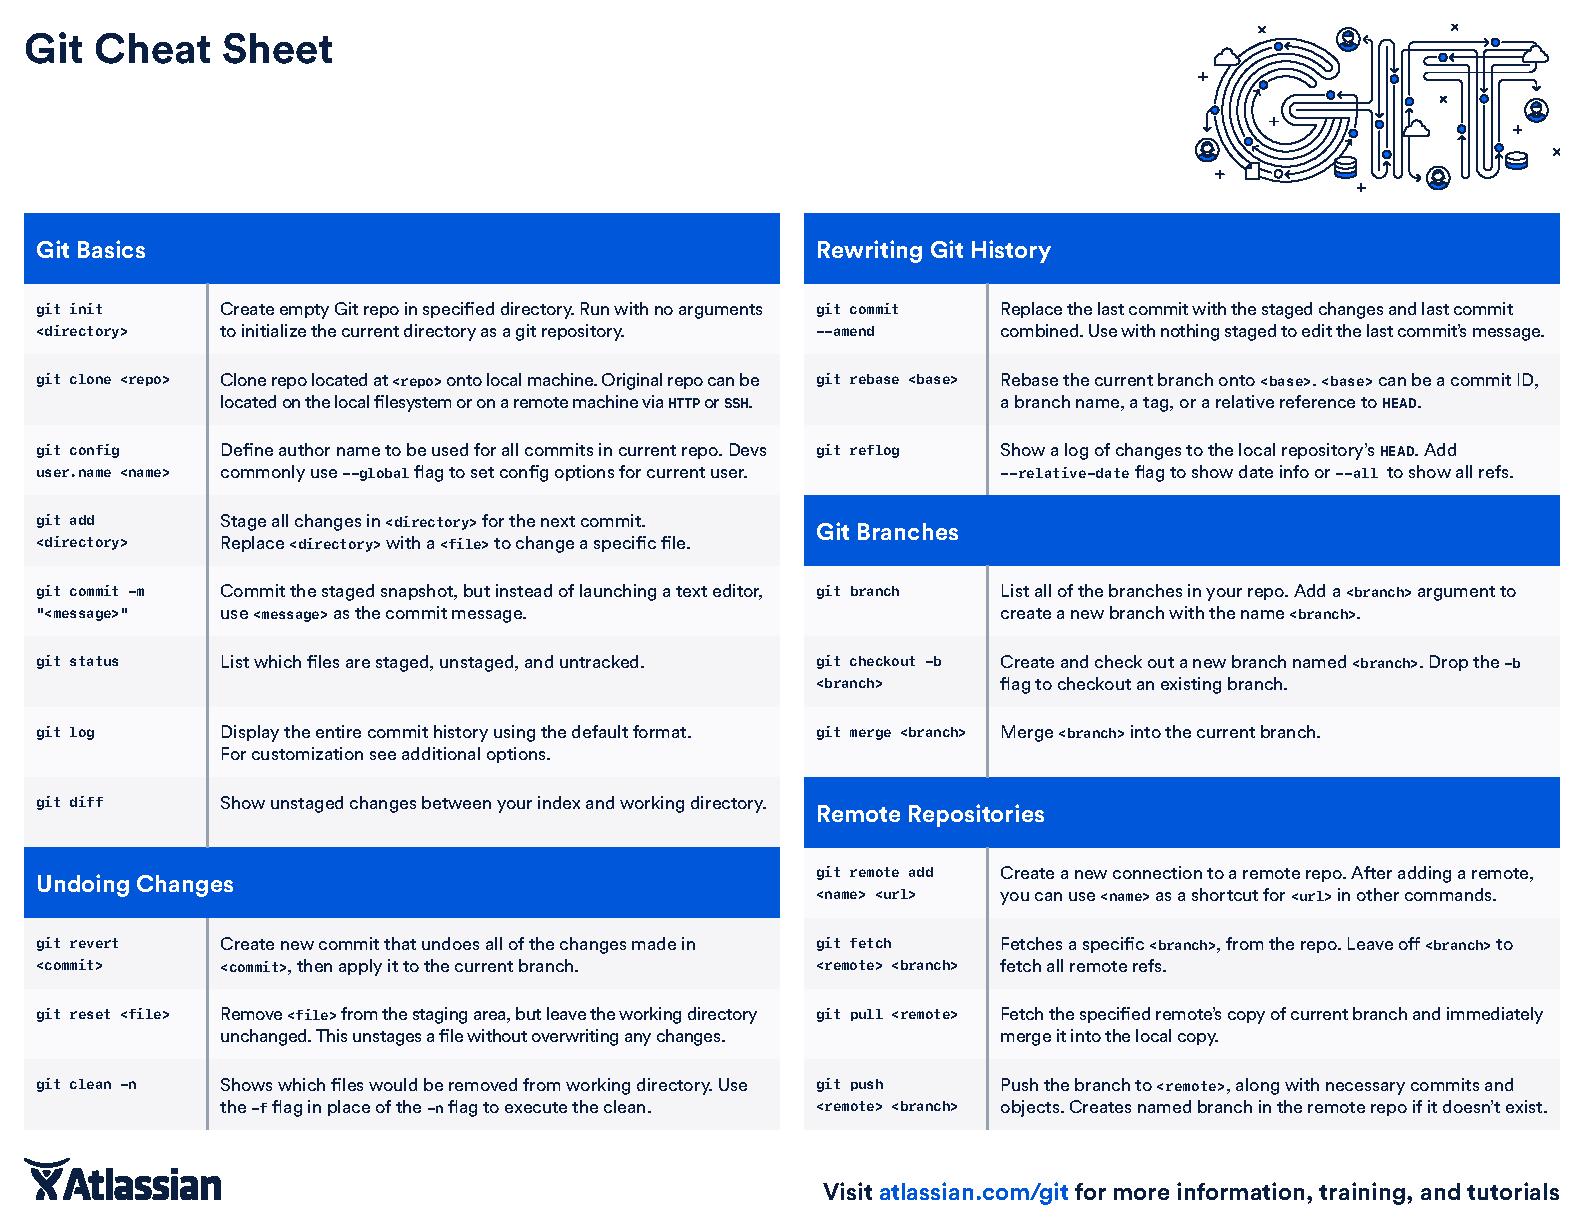 Git Cheat Sheet
Git Basics
git init
<directory>
Create empty Git repo in specified directory. Run with no arguments
to initialize the current directory as a git repository.
git clone <repo>
Clone repo located at <repo> onto local machine. Original repo can be
located on the local filesystem or on a remote machine via HTTP or SSH.
git config
user.name <name>
Define author name to be used for all commits in current repo. Devs
commonly use --global flag to set config options for current user.
git add
<directory>
Stage all changes in <directory> for the next commit.
Replace <directory> with a <file> to change a specific file.
git commit -m
"<message>"
Commit the staged snapshot, but instead of launching a text editor,
use <message> as the commit message.
git status
List which files are staged, unstaged, and untracked.
git log
Display the entire commit history using the default format.
For customization see additional options.
git diff
Show unstaged changes between your index and working directory.
Undoing Changes
git revert
<commit>
Create new commit that undoes all of the changes made in
<commit>, then apply it to the current branch.
git reset <file>
Remove <file> from the staging area, but leave the working directory
unchanged. This unstages a file without overwriting any changes.
git clean -n
Shows which files would be removed from working directory. Use
the -f flag in place of the -n flag to execute the clean.
GIT
Rewriting Git History
git commit
--amend
Replace the last commit with the staged changes and last commit
combined. Use with nothing staged to edit the last commit's message.
git rebase <base>
Rebase the current branch onto <base>. <base> can be a commit ID,
a branch name, a tag, or a relative reference to HEAD.
git reflog
Show a log of changes to the local repository's HEAD. Add
--relative-date flag to show date info or --all to show all refs.
Git Branches
git branch
List all of the branches in your repo. Add a <branch> argument to
create a new branch with the name <branch>.
git checkout -b
<branch>
Create and check out a new branch named <branch>. Drop the -b
flag to checkout an existing branch.
git merge <branch>
Merge <branch> into the current branch.
Remote Repositories
git remote add
<name> <url>
Create a new connection to a remote repo. After adding a remote,
you can use <name> as a shortcut for <url> in other commands.
git fetch
<remote> <branch>
Fetches a specific <branch>, from the repo. Leave off <branch> to
fetch all remote refs.
git pull <remote>
Fetch the specified remote's copy of current branch and immediately
merge it into the local copy.
git push
<remote> <branch>
Push the branch to <remote>, along with necessary commits and
objects. Creates named branch in the remote repo if it doesn't exist.
Atlassian
Visit atlassian.com/git for more information, training, and tutorials